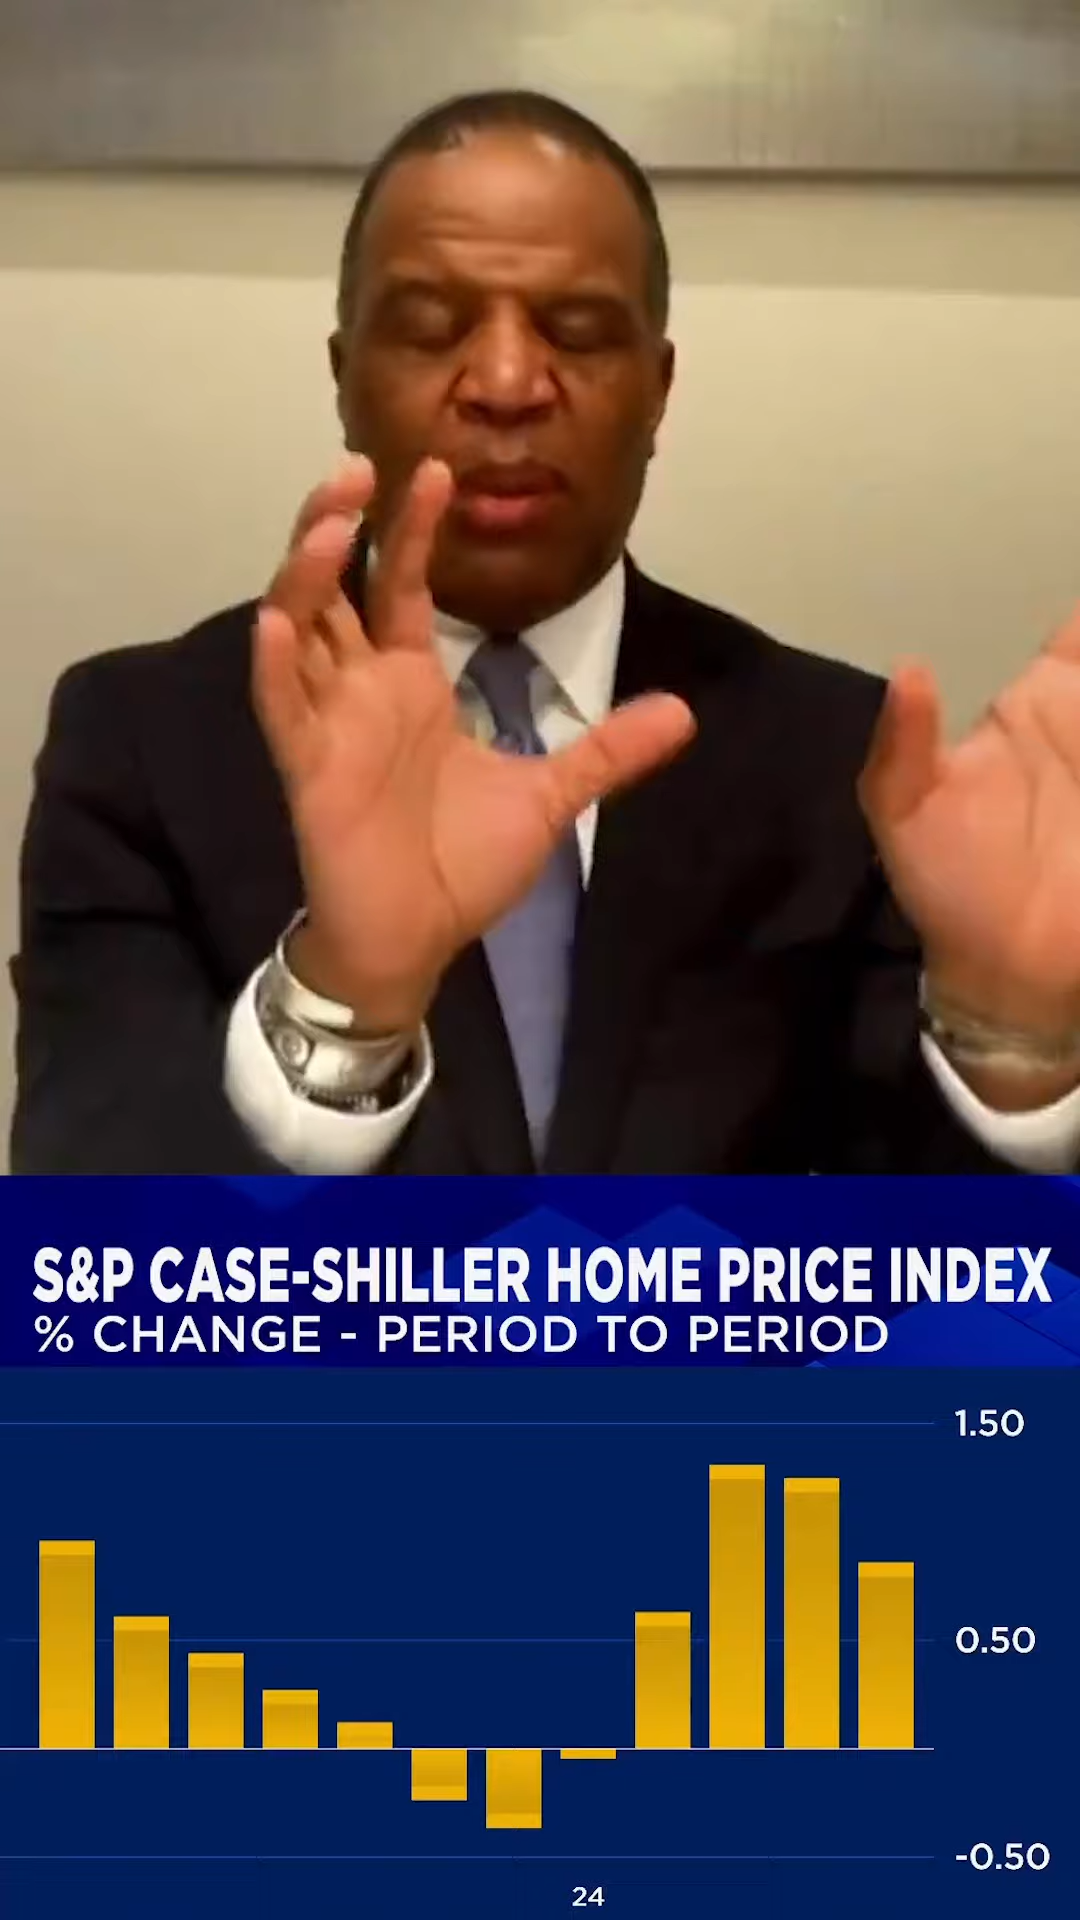 S&P CASE-SHILLER HOME PRICE INDEX
% CHANGE - PERIOD TO PERIOD
1.50
0.50
-0.50
24